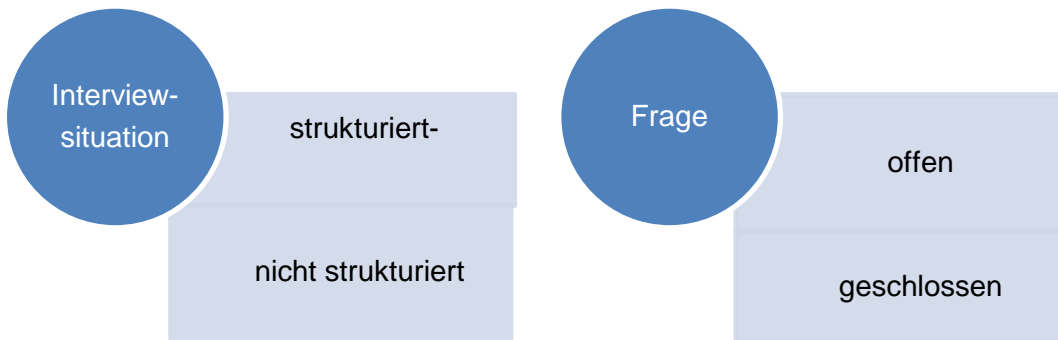 Interview-
situation
strukturiert-
nicht strukturiert
Frage
offen
geschlossen